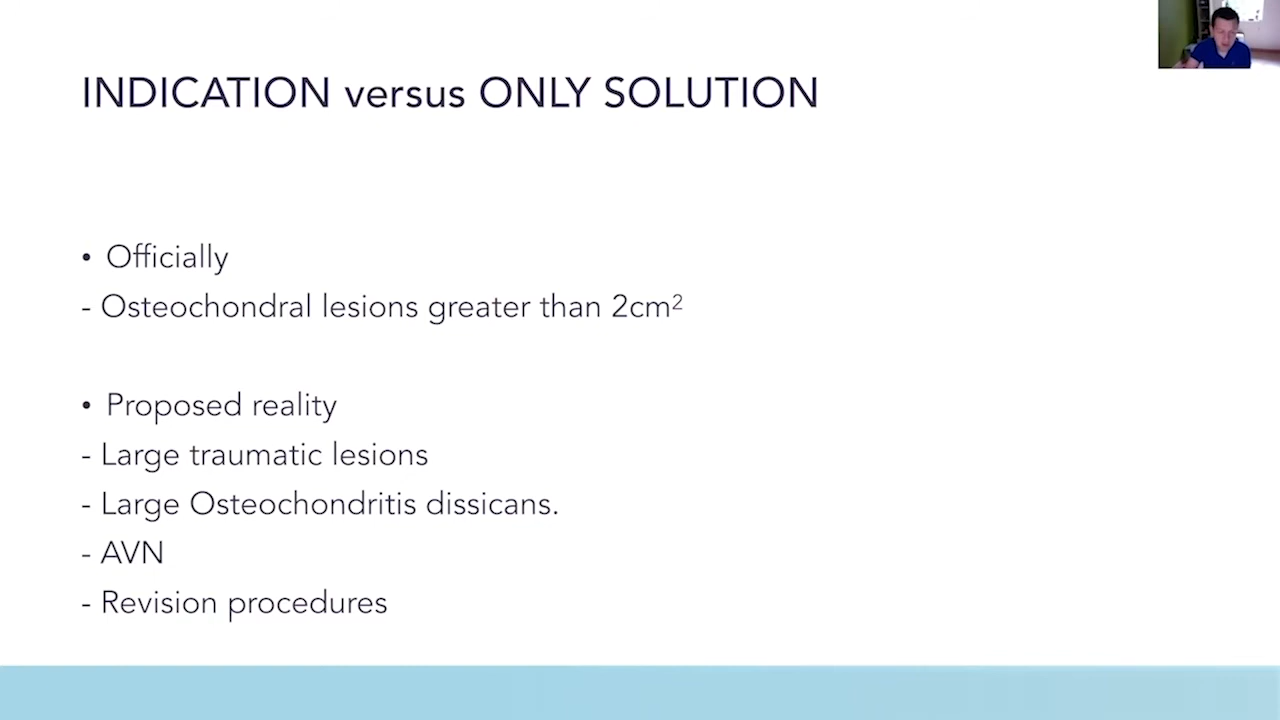 INDICATION versus ONLY SOLUTION
• Officially
- Osteochondral lesions greater than 2cm²
• Proposed reality
- Large traumatic lesions
- Large Osteochondritis dissicans.
- AVN
- Revision procedures